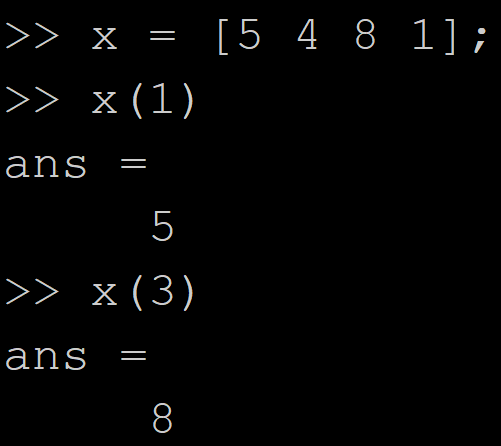 >> x = [5 4 8 1];
>> x(1)
ans =
5
>> x(3)
ans =
8